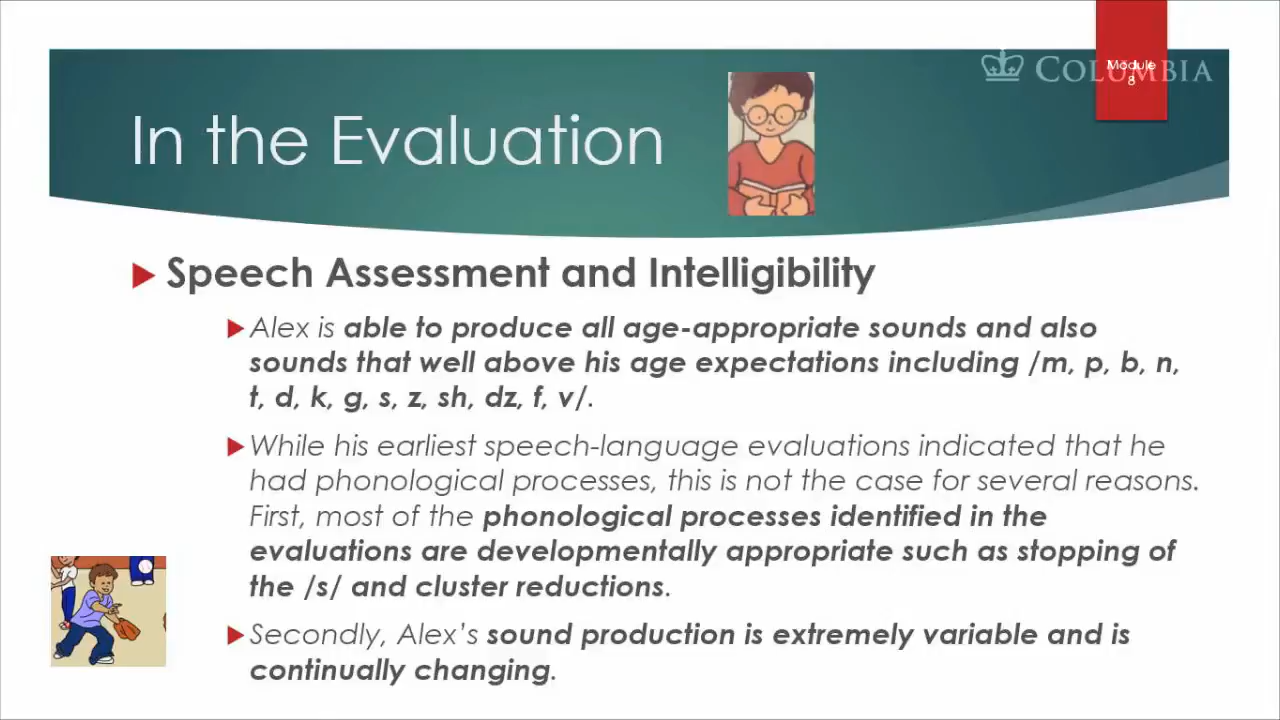 Module
8
COLUMBIA
In the Evaluation
Speech Assessment and Intelligibility
Alex is able to produce all age-appropriate sounds and also
sounds that well above his age expectations including /m, p, b, n,
t, d, k, g, s, z, sh, dz, f, v/.
While his earliest speech-language evaluations indicated that he
had phonological processes, this is not the case for several reasons.
First, most of the phonological processes identified in the
evaluations are developmentally appropriate such as stopping of
the /s/ and cluster reductions.
Secondly, Alex's sound production is extremely variable and is
continually changing.